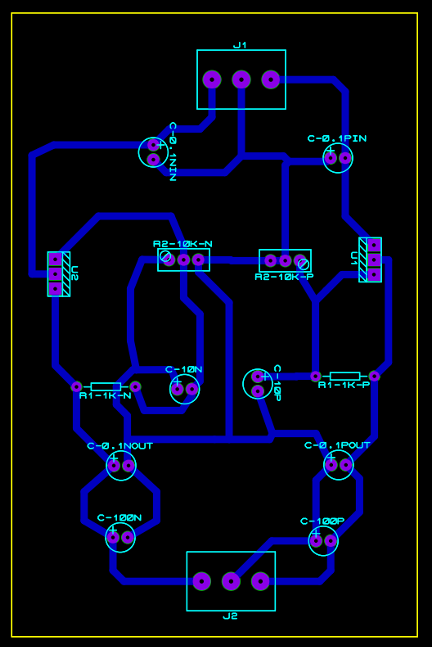 J1
C-0.1NIN
C-0.1PIN
R2-10K-N
R2-10K-P
U2
U1
C-10N
C-10P
R1-1K-N
R1-1K-P
C-0.1NOUT
C-0.1POUT
C-100N
C-100P
J2